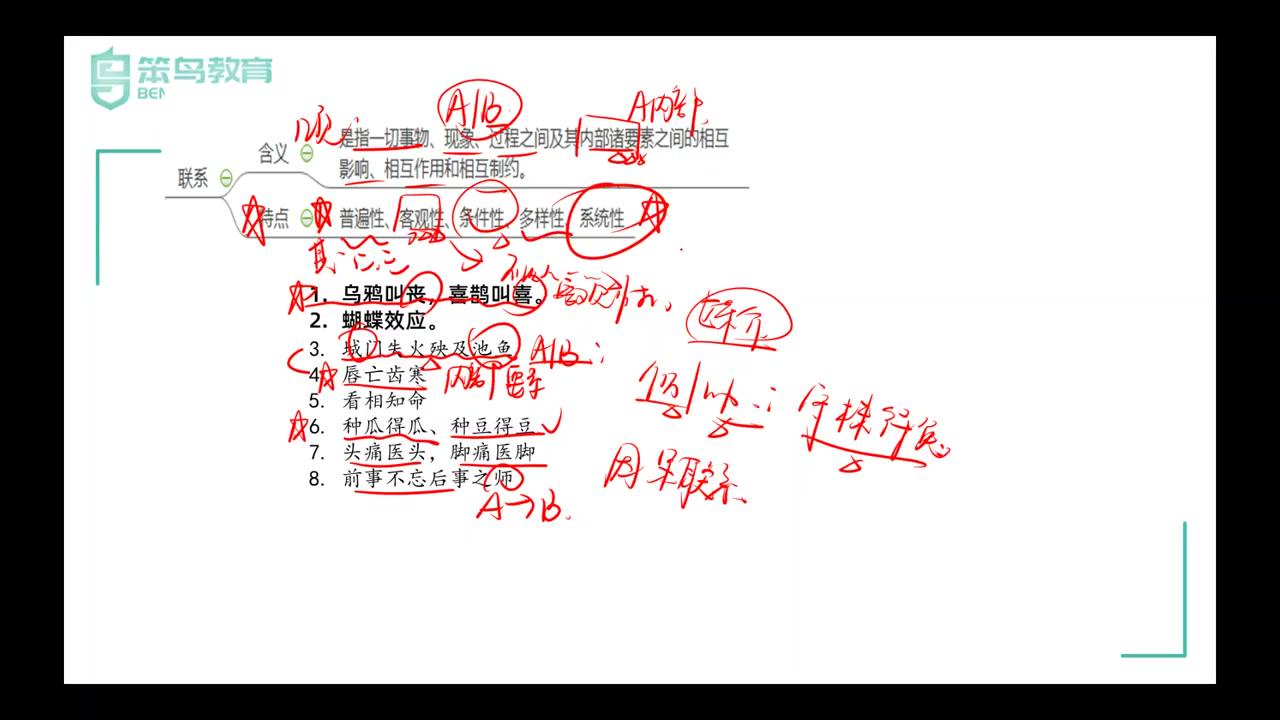 笨鸟教育
BEN
A/B
A内部
含义
是指一切事物、现象、过程之间及其内部诸要素之间的相互
影响、相互作用和相互制约。
联系
特点
普遍性、客观性、条件性、多样性、系统性
1. 乌鸦叫丧，喜鹊叫喜。
2. 蝴蝶效应。
3. 城门失火殃及池鱼
A/B
4. 唇亡齿寒
内部
5. 看相知命
守株待兔
6. 种瓜得瓜、种豆得豆
7. 头痛医头，脚痛医脚
因果联系
8. 前事不忘后事之师
A→B